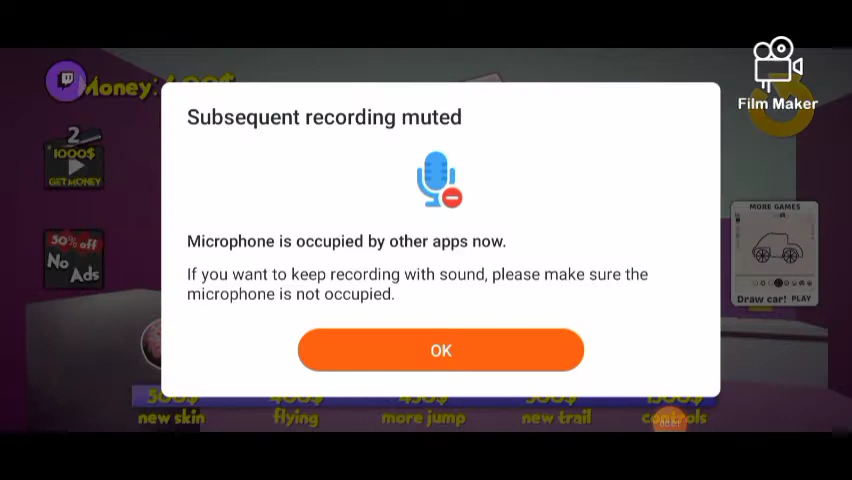 Film Maker
Money:
Subsequent recording muted
2
1000$
GET MONEY
Microphone is occupied by other apps now.
If you want to keep recording with sound, please make sure the
microphone is not occupied.
30% off
No
Ads
MORE GAMES
Draw car! PLAY
OK
new skin
flying
more jump
new trail
controls